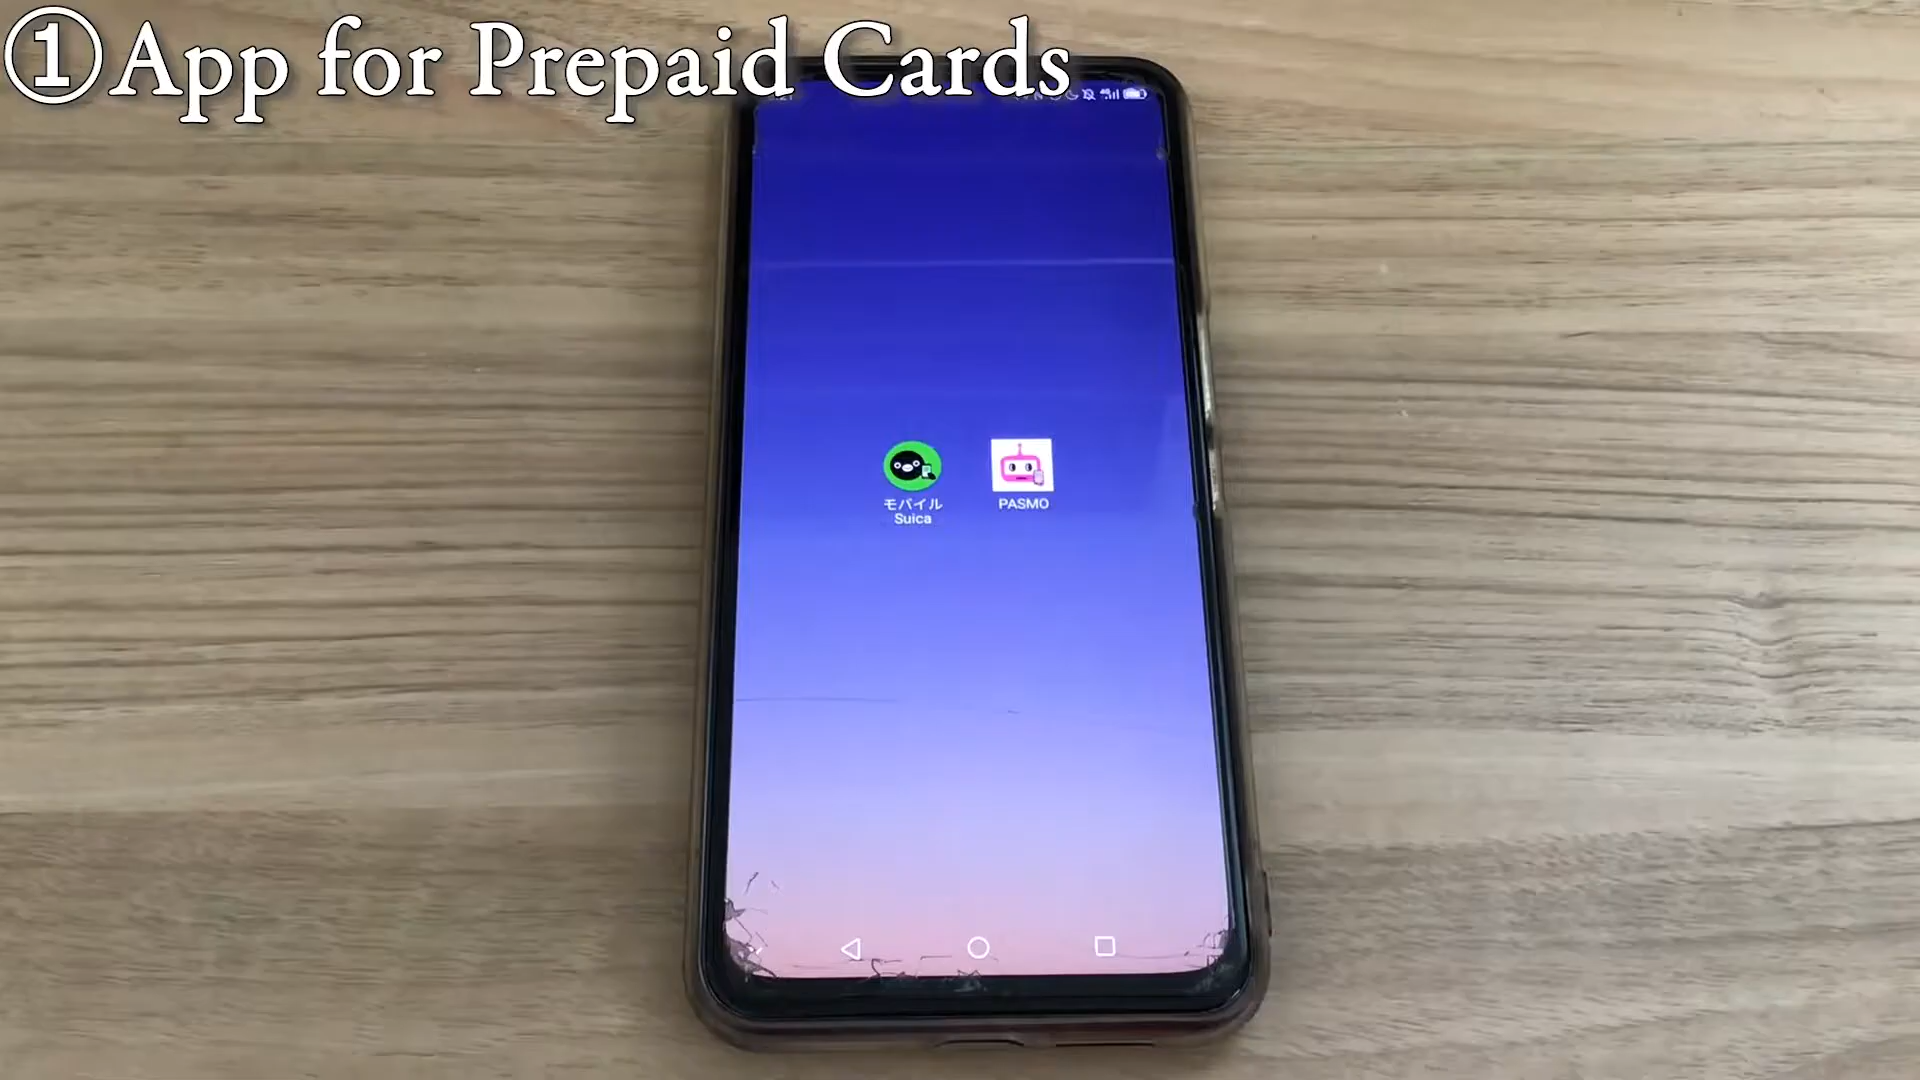 ①App for Prepaid Cards
モバイル
Suica
PASMO